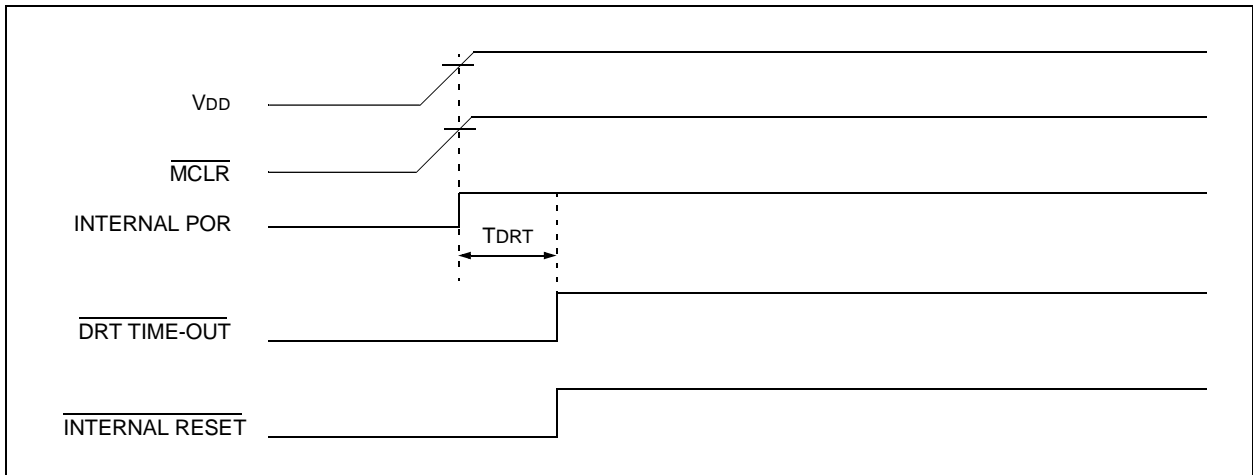 VDD
MCLR
INTERNAL POR
TDRT
DRT TIME-OUT
INTERNAL RESET